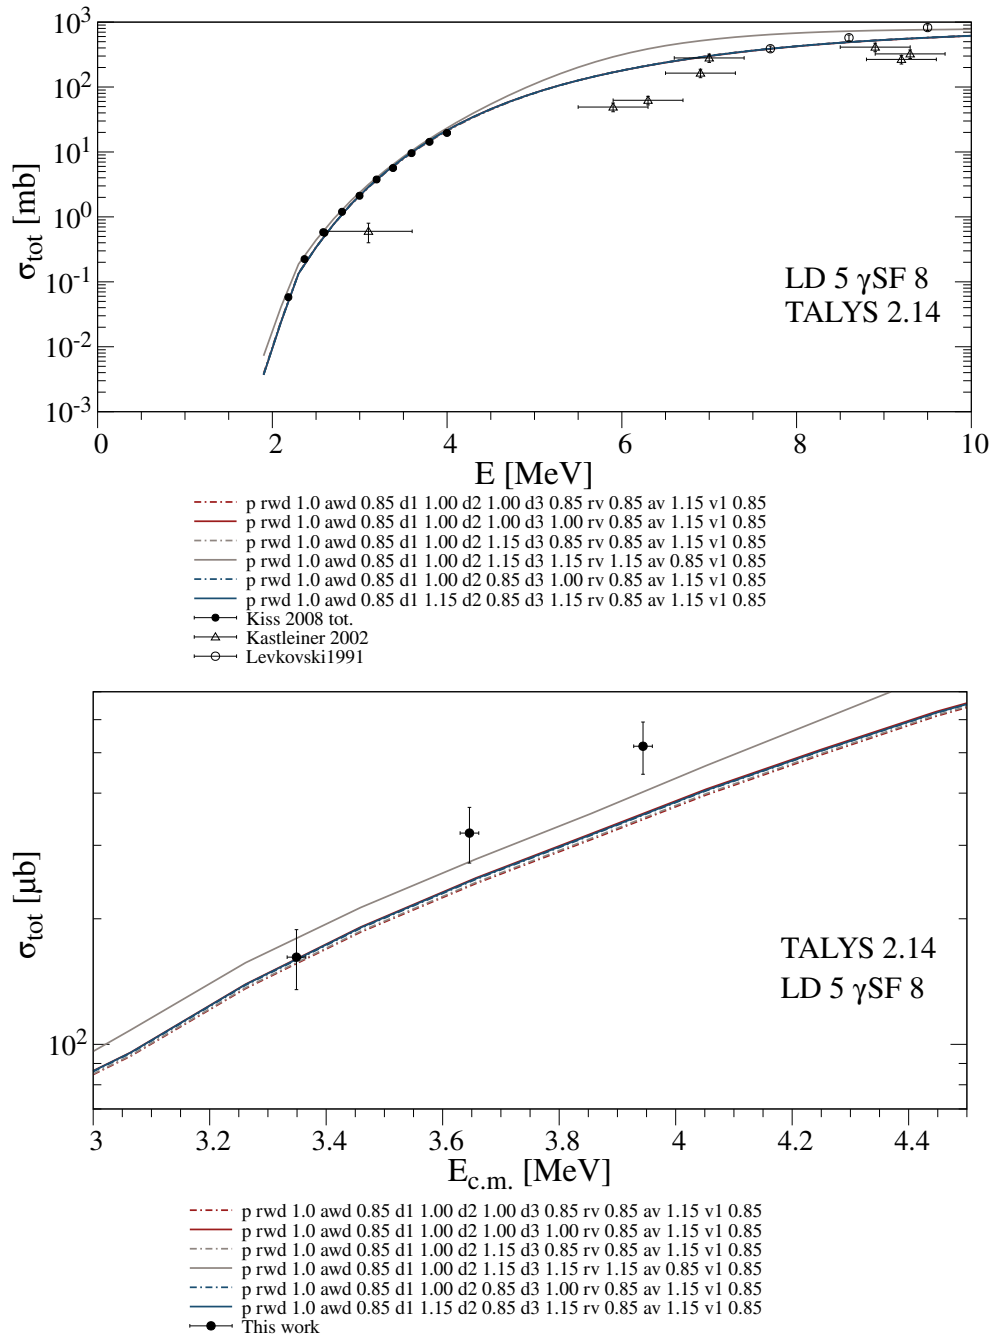 10³
10²
10¹
10⁰
10⁻¹
10⁻²
10⁻³
σtot [mb]
LD 5 γSF 8
TALYS 2.14
0 2 4 6 8 10
E [MeV]
p rwd 1.0 awd 0.85 d1 1.00 d2 1.00 d3 0.85 rv 0.85 av 1.15 v1 0.85
p rwd 1.0 awd 0.85 d1 1.00 d2 1.00 d3 1.00 rv 0.85 av 1.15 v1 0.85
p rwd 1.0 awd 0.85 d1 1.00 d2 1.15 d3 0.85 rv 0.85 av 1.15 v1 0.85
p rwd 1.0 awd 0.85 d1 1.00 d2 1.15 d3 1.15 rv 1.15 av 0.85 v1 0.85
p rwd 1.0 awd 0.85 d1 1.00 d2 0.85 d3 1.00 rv 0.85 av 1.15 v1 0.85
p rwd 1.0 awd 0.85 d1 1.15 d2 0.85 d3 1.15 rv 0.85 av 1.15 v1 0.85
Kiss 2008 tot.
Kastleiner 2002
Levkovski1991
σtot [μb]
TALYS 2.14
LD 5 γSF 8
10²
3 3.2 3.4 3.6 3.8 4 4.2 4.4
Ec.m. [MeV]
p rwd 1.0 awd 0.85 d1 1.00 d2 1.00 d3 0.85 rv 0.85 av 1.15 v1 0.85
p rwd 1.0 awd 0.85 d1 1.00 d2 1.00 d3 1.00 rv 0.85 av 1.15 v1 0.85
p rwd 1.0 awd 0.85 d1 1.00 d2 1.15 d3 0.85 rv 0.85 av 1.15 v1 0.85
p rwd 1.0 awd 0.85 d1 1.00 d2 1.15 d3 1.15 rv 1.15 av 0.85 v1 0.85
p rwd 1.0 awd 0.85 d1 1.00 d2 0.85 d3 1.00 rv 0.85 av 1.15 v1 0.85
p rwd 1.0 awd 0.85 d1 1.15 d2 0.85 d3 1.15 rv 0.85 av 1.15 v1 0.85
This work